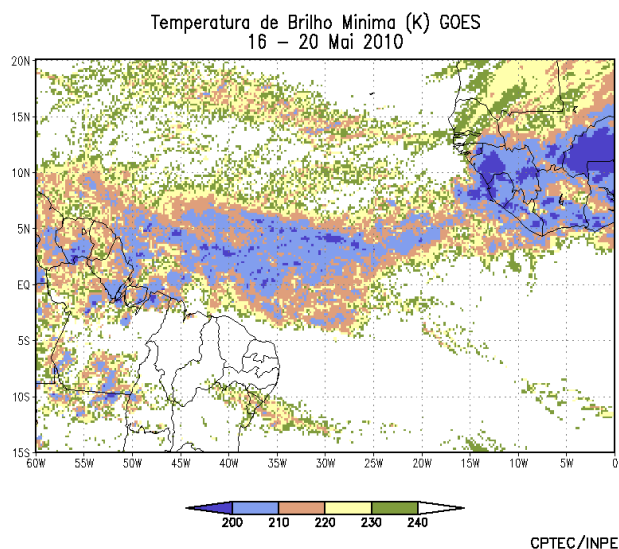 Temperatura de Brilho Minima (K) GOES
16 – 20 Mai 2010
20N
15N
10N
5N
EQ
5S
10S
15S
60W 55W 50W 45W 40W 35W 30W 25W 20W 15W 10W 5W 0
200 210 220 230 240
CPTEC/INPE